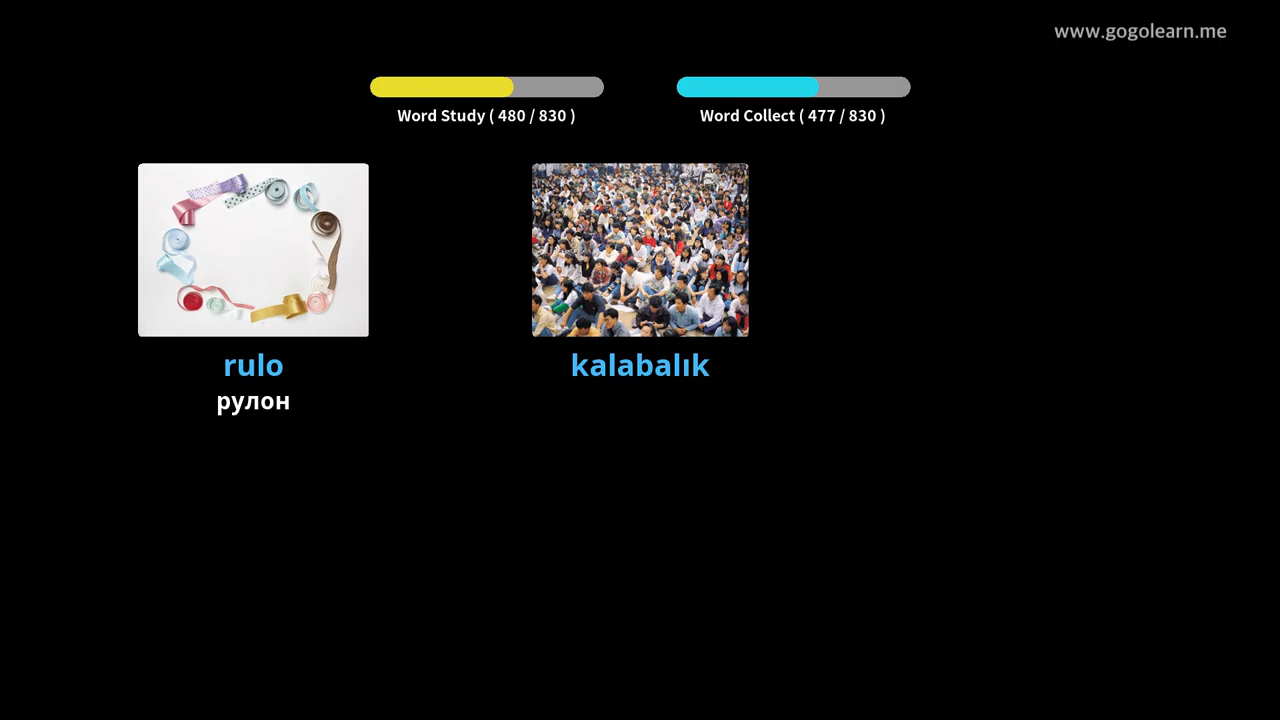 www.gogolearn.me
Word Study ( 480 / 830 )
Word Collect ( 477 / 830 )
rulo
рулон
kalabalık